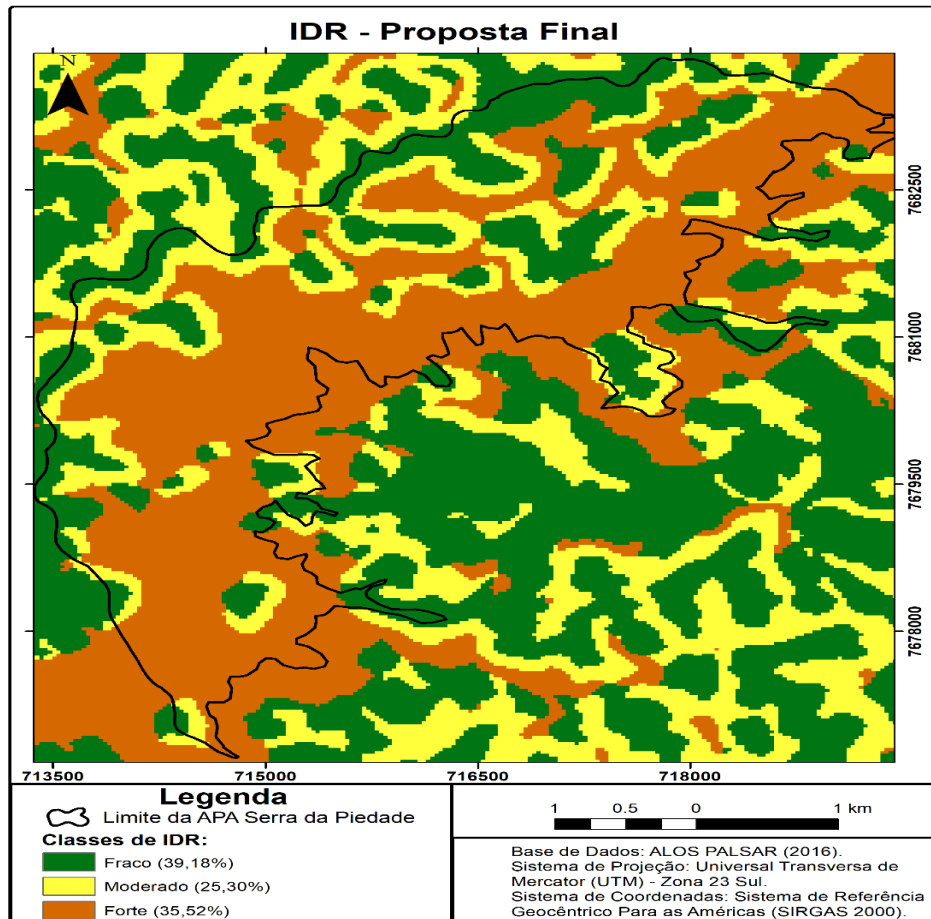 IDR - Proposta Final
N
7682500
7681000
7679500
7678000
713500 715000 716500 718000
Legenda
Limite da APA Serra da Piedade
Classes de IDR:
Fraco (39,18%)
Moderado (25,30%)
Forte (35,52%)
1 0.5 0 1 km
Base de Dados: ALOS PALSAR (2016).
Sistema de Projeção: Universal Transversa de
Mercator (UTM) - Zona 23 Sul.
Sistema de Coordenadas: Sistema de Referência
Geocêntrico Para as Américas (SIRGAS 2000).